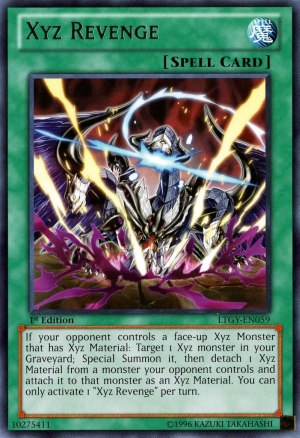 Xyz Revenge
魔
[Spell Card]
1st Edition
LTGY-EN059
If your opponent controls a face-up Xyz Monster
that has Xyz Material: Target 1 Xyz monster in
your Graveyard; Special Summon it, then detach 1 Xyz
Material from a monster your opponent controls and
attach it to that monster as an Xyz Material. You can
only activate 1 "Xyz Revenge" per turn.
10275411
©1996 KAZUKI TAKAHASHI